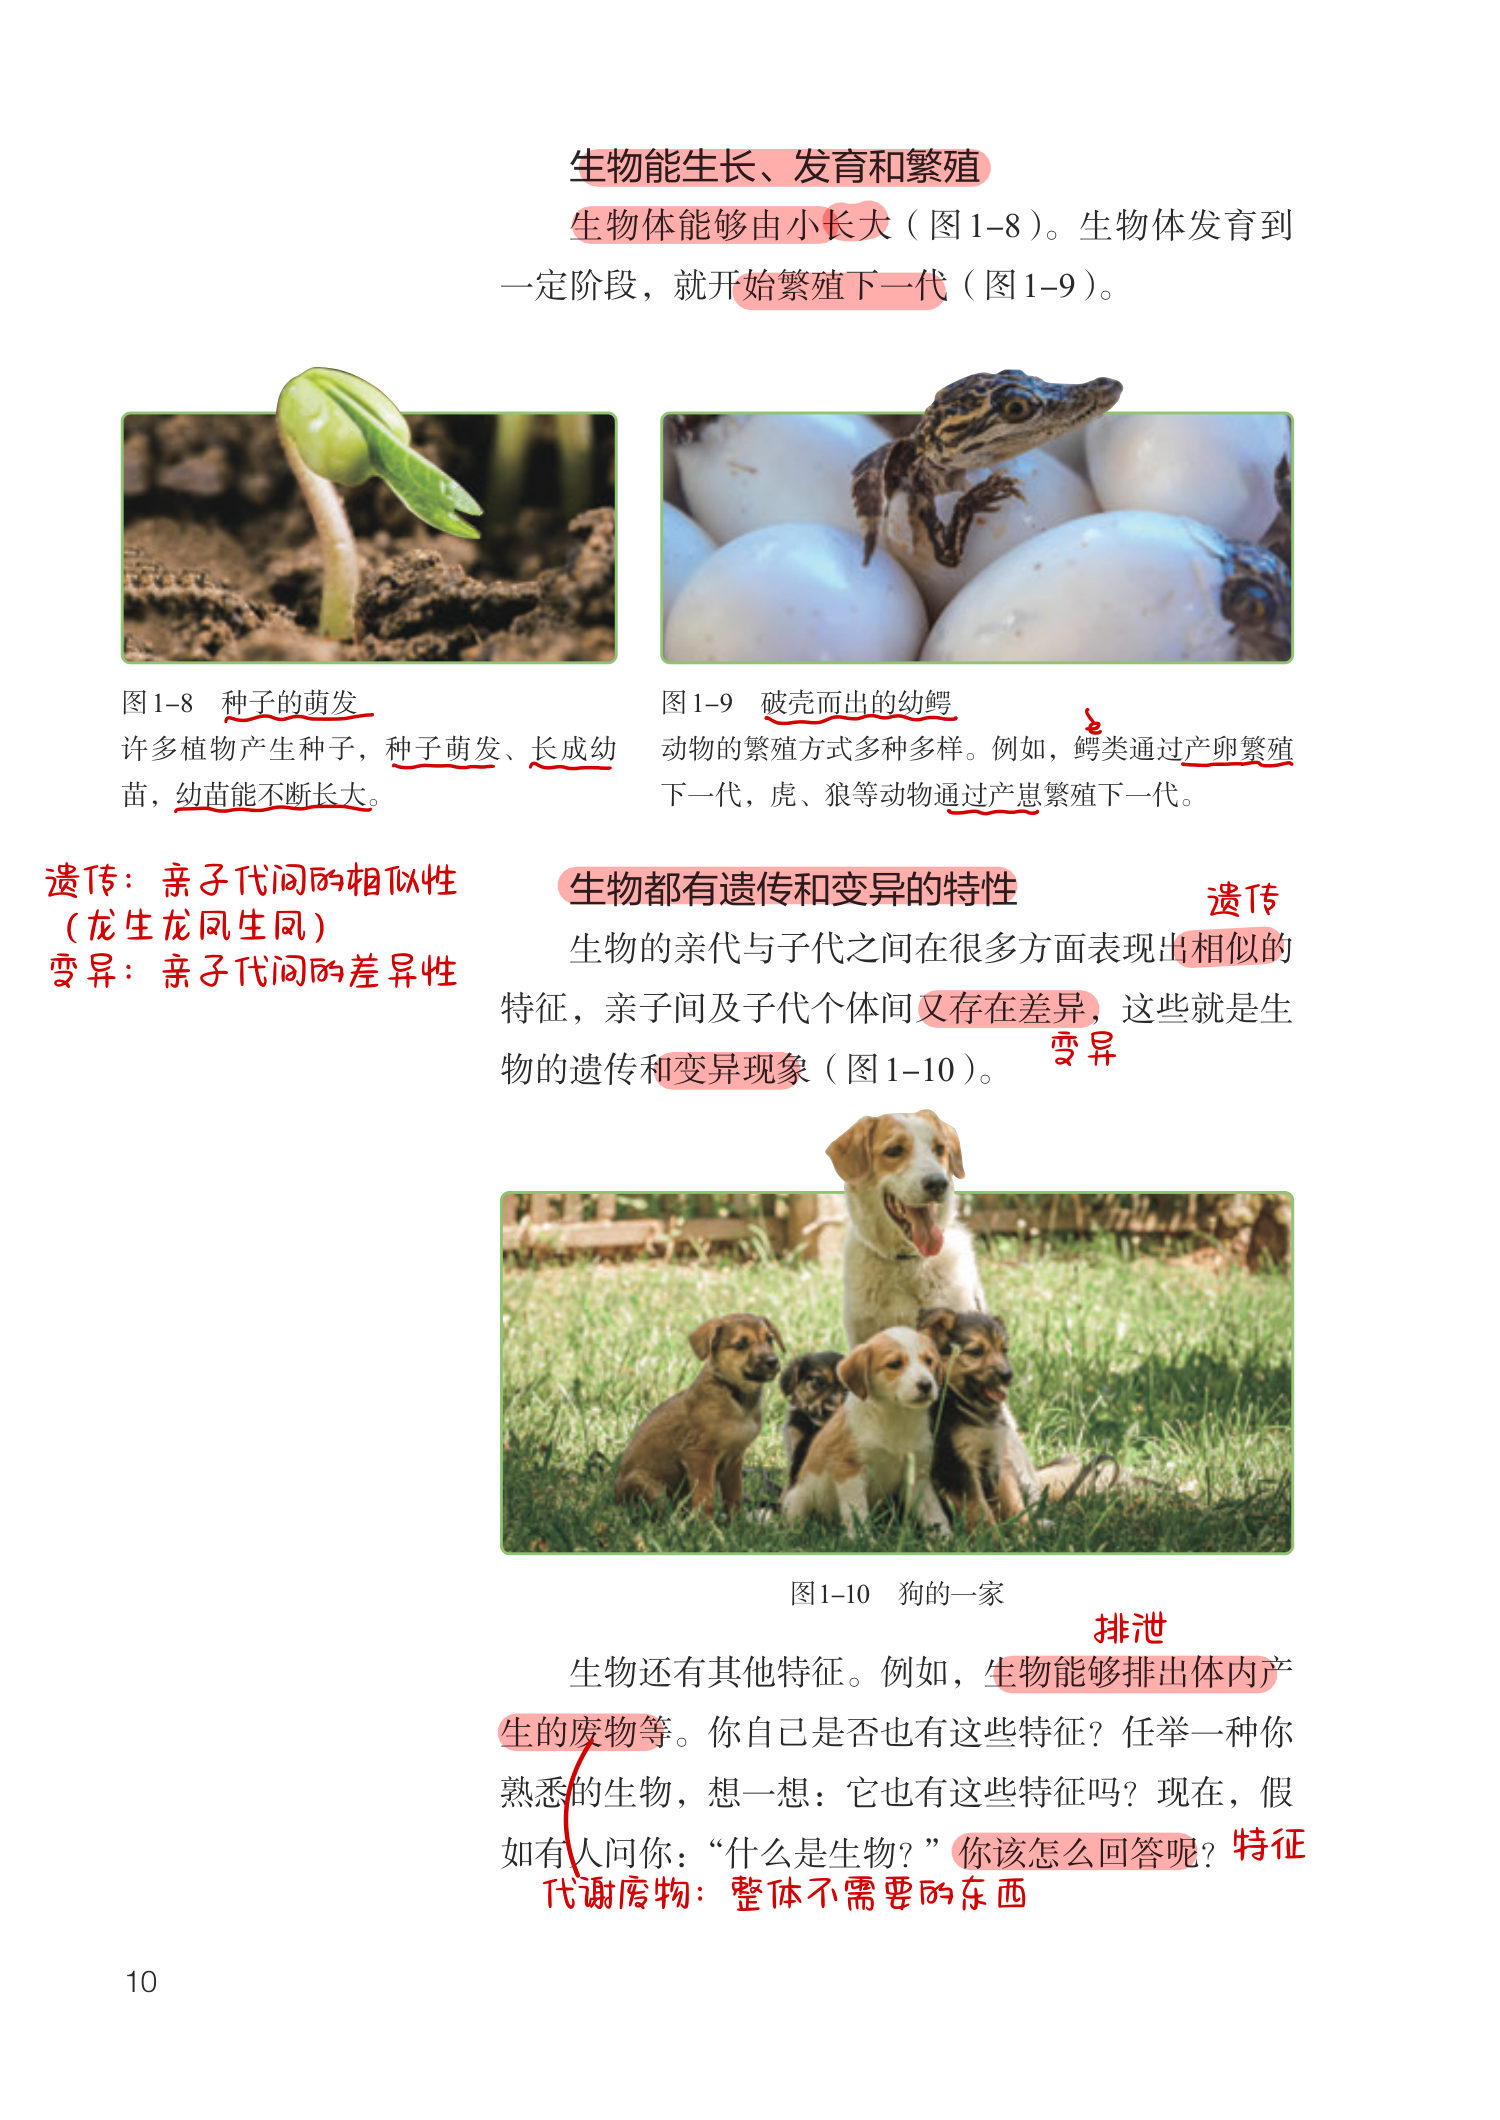 生物能生长、发育和繁殖
生物体能够由小长大（图1–8）。生物体发育到
一定阶段，就开始繁殖下一代（图1–9）。
图1–8 种子的萌发
许多植物产生种子，种子萌发、长成幼
苗，幼苗能不断长大。
图1–9 破壳而出的幼鳄
è
动物的繁殖方式多种多样。例如，鳄类通过产卵繁殖
下一代，虎、狼等动物通过产崽繁殖下一代。
遗传：亲子代间的相似性
（龙生龙凤生凤）
变异：亲子代间的差异性
生物都有遗传和变异的特性
遗传
生物的亲代与子代之间在很多方面表现出相似的
特征，亲子间及子代个体间又存在差异，这些就是生
变异
物的遗传和变异现象（图1–10）。
图1–10 狗的一家
排泄
生物还有其他特征。例如，生物能够排出体内产
生的废物等。你自己是否也有这些特征？任举一种你
熟悉的生物，想一想：它也有这些特征吗？现在，假
如有人问你：“什么是生物？”你该怎么回答呢？ 特征
代谢废物：整体不需要的东西
10